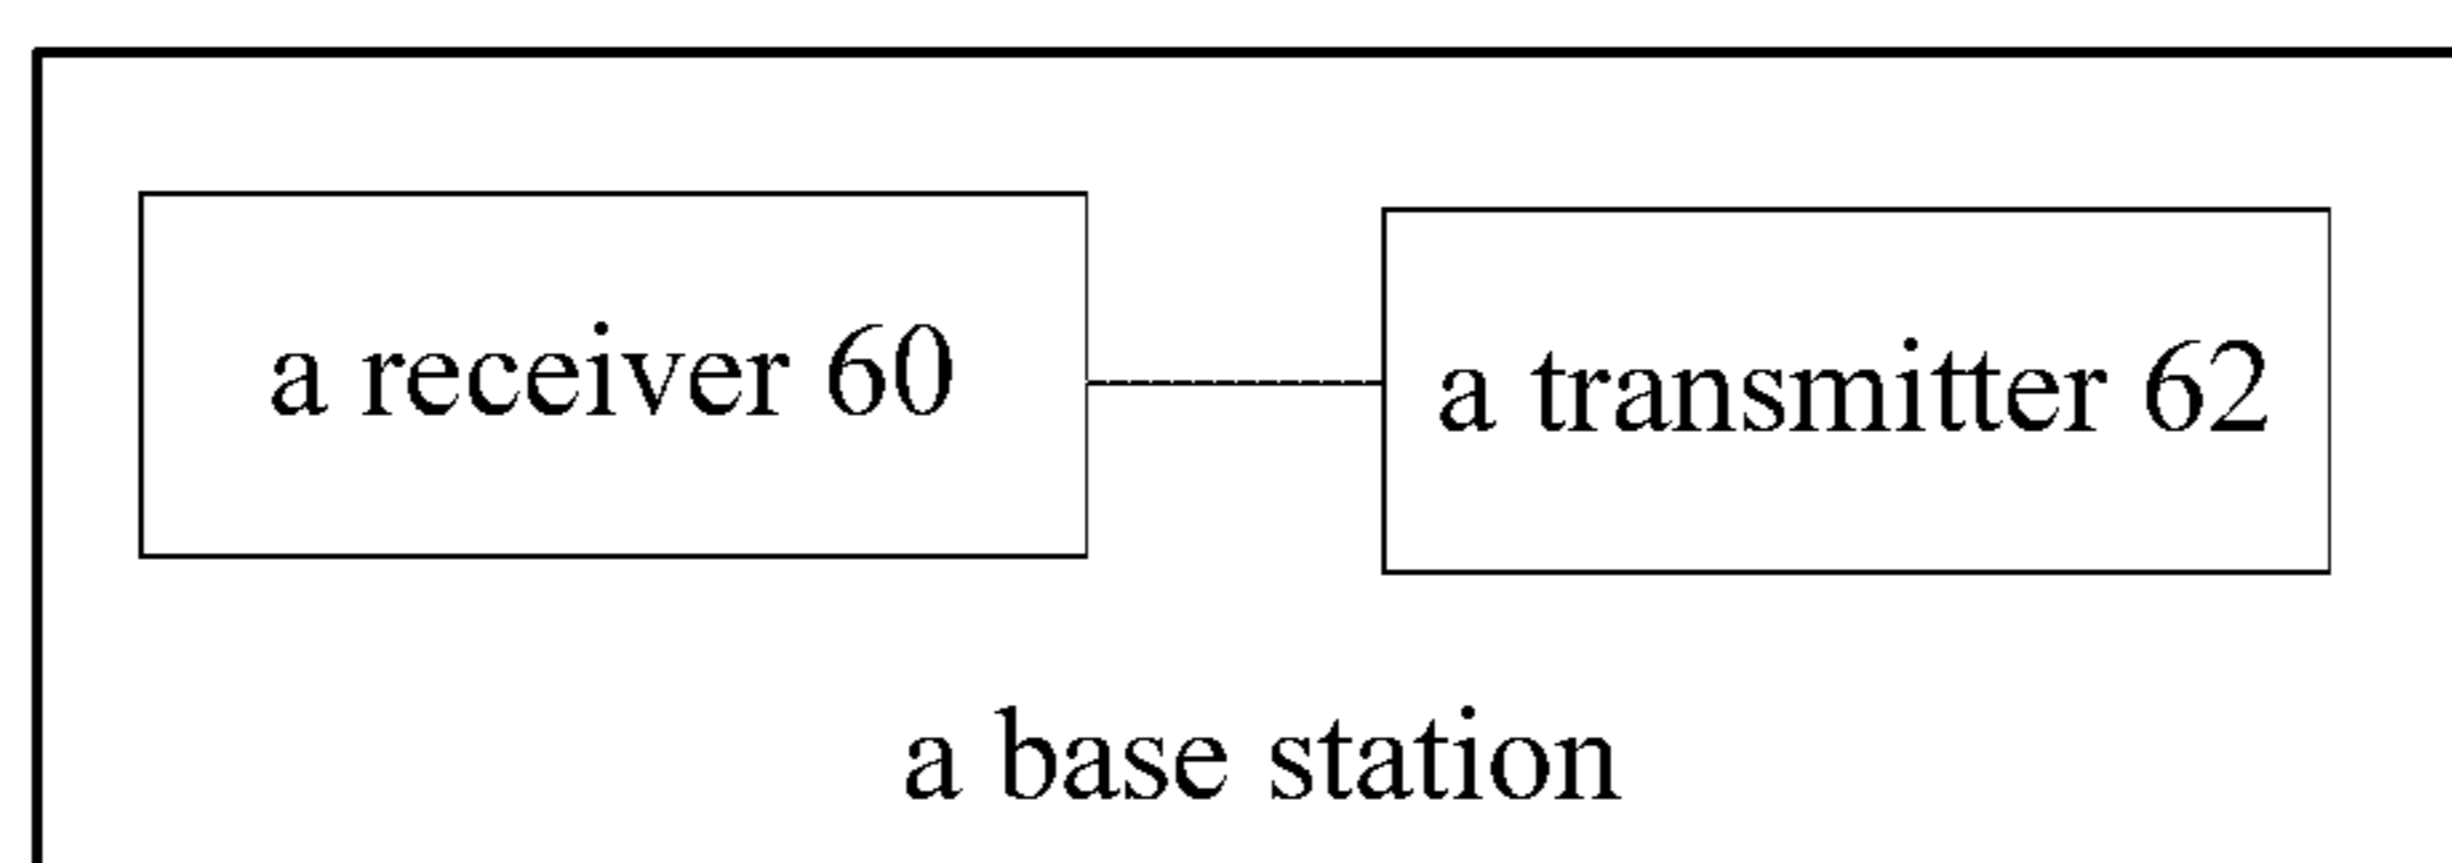 a receiver 60
a transmitter 62
a base station